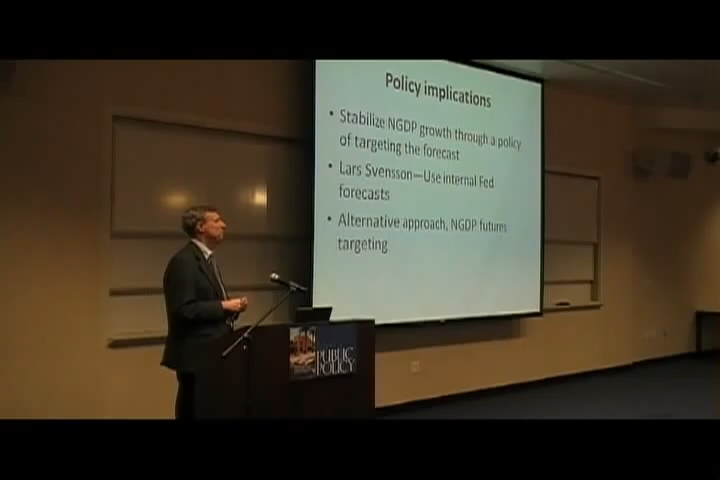 Policy implications
• Stabilize NGDP growth through a policy
of targeting the forecast
• Lars Svensson—Use internal Fed
forecasts
• Alternative approach, NGDP futures
targeting
PUBLIC
POLICY